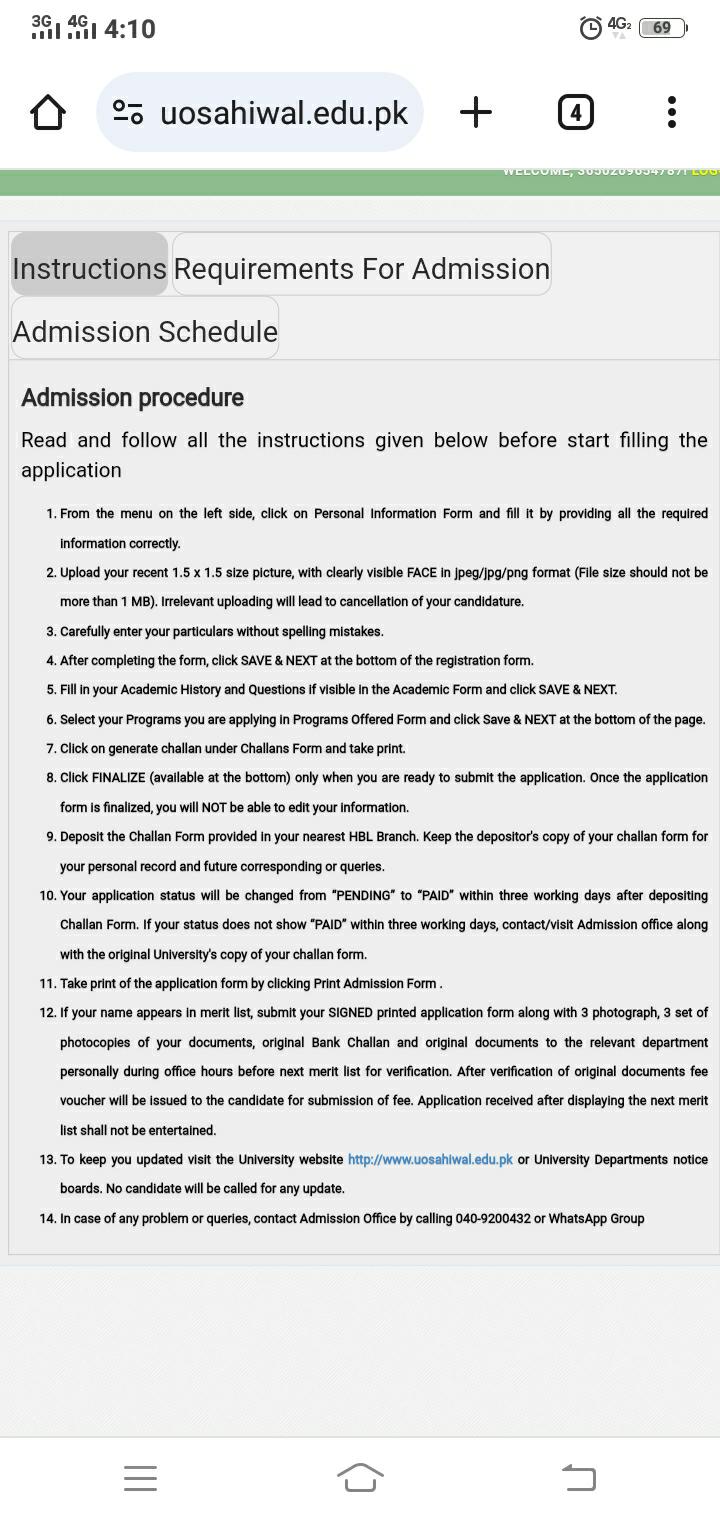 3G 4G 4:10 4G2 69
uosahiwal.edu.pk 4
WELCOME,
Instructions Requirements For Admission
Admission Schedule
Admission procedure
Read and follow all the instructions given below before start filling the
application
1. From the menu on the left side, click on Personal Information Form and fill it by providing all the required
information correctly.
2. Upload your recent 1.5 x 1.5 size picture, with clearly visible FACE in jpeg/jpg/png format (File size should not be
more than 1 MB). Irrelevant uploading will lead to cancellation of your candidature.
3. Carefully enter your particulars without spelling mistakes.
4. After completing the form, click SAVE & NEXT at the bottom of the registration form.
5. Fill in your Academic History and Questions if visible in the Academic Form and click SAVE & NEXT.
6. Select your Programs you are applying in Programs Offered Form and click Save & NEXT at the bottom of the page.
7. Click on generate challan under Challans Form and take print.
8. Click FINALIZE (available at the bottom) only when you are ready to submit the application. Once the application
form is finalized, you will NOT be able to edit your information.
9. Deposit the Challan Form provided in your nearest HBL Branch. Keep the depositor's copy of your challan form for
your personal record and future corresponding or queries.
10. Your application status will be changed from "PENDING" to "PAID" within three working days after depositing
Challan Form. If your status does not show "PAID" within three working days, contact/visit Admission office along
with the original University's copy of your challan form.
11. Take print of the application form by clicking Print Admission Form .
12. If your name appears in merit list, submit your SIGNED printed application form along with 3 photograph, 3 set of
photocopies of your documents, original Bank Challan and original documents to the relevant department
personally during office hours before next merit list for verification. After verification of original documents fee
voucher will be issued to the candidate for submission of fee. Application received after displaying the next merit
list shall not be entertained.
13. To keep you updated visit the University website http://www.uosahiwal.edu.pk or University Departments notice
boards. No candidate will be called for any update.
14. In case of any problem or queries, contact Admission Office by calling 040-9200432 or WhatsApp Group